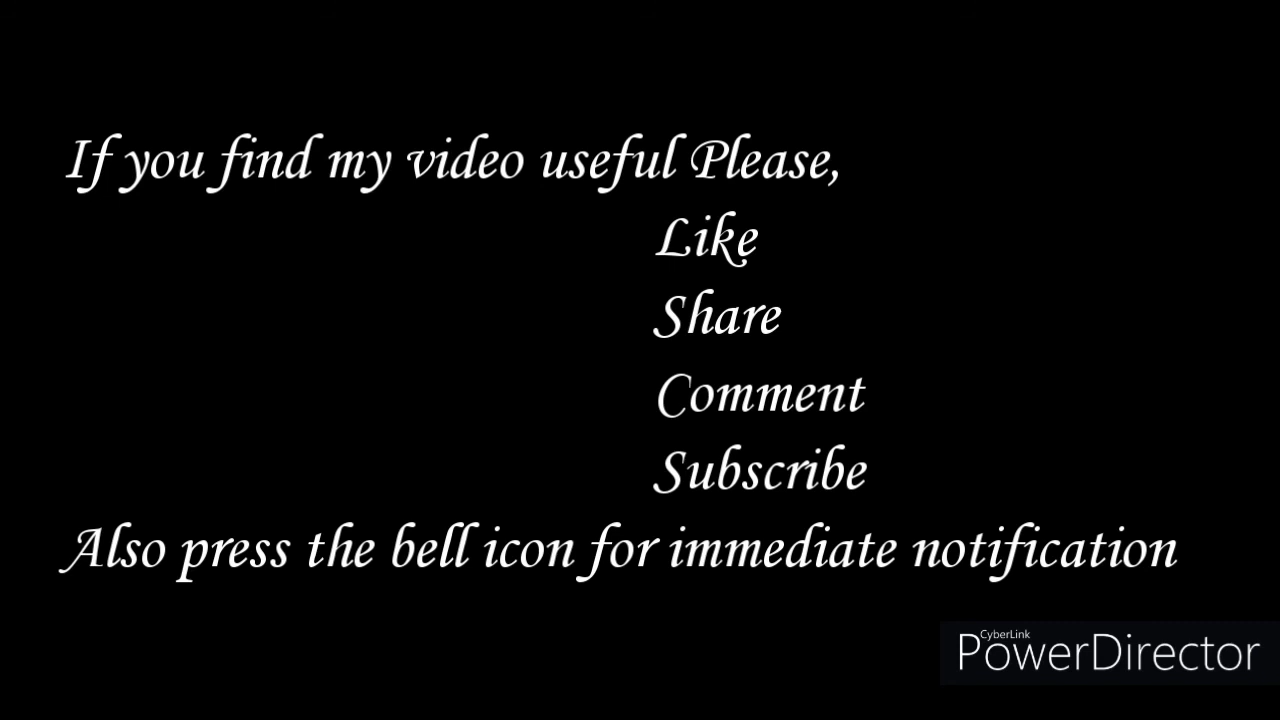 If you find my video useful Please,
Like
Share
Comment
Subscribe
Also press the bell icon for immediate notification
CyberLink
PowerDirector